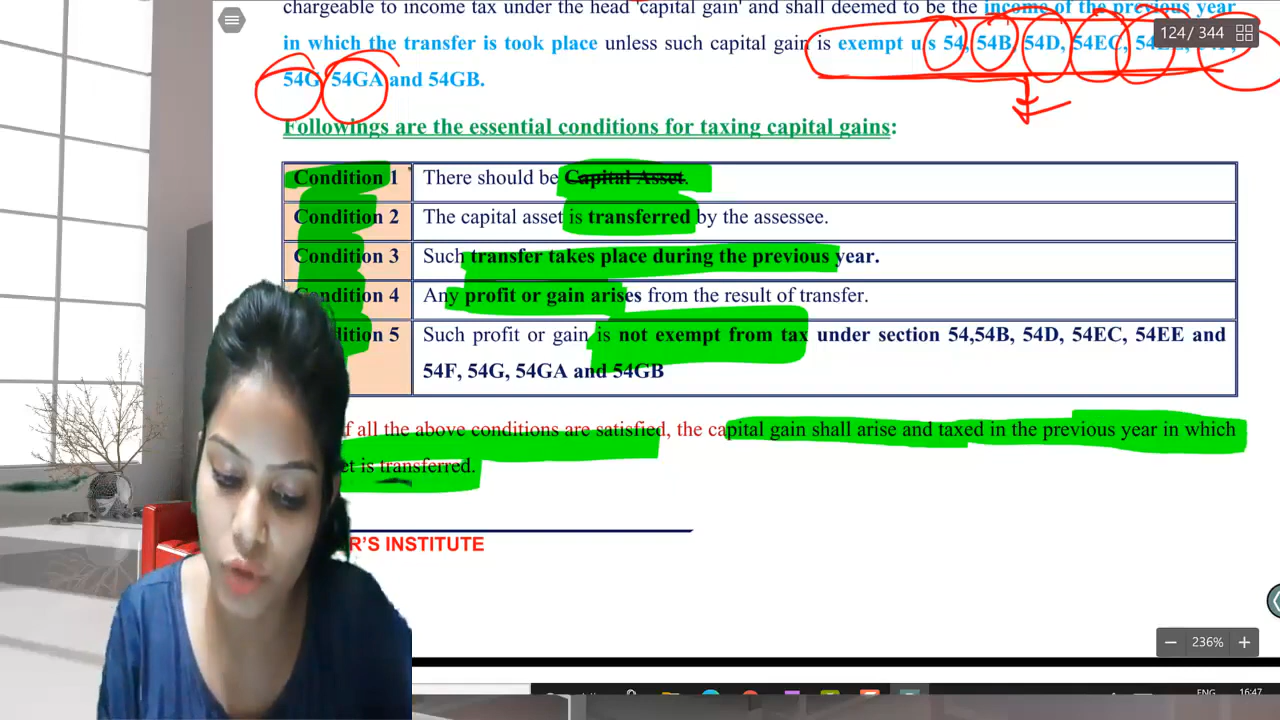 chargeable to income tax under the head 'capital gain' and shall deemed to be the income of the previous year
in which the transfer is took place unless such capital gain is exempt u/s 54, 54B, 54D, 54EC, 54EE, 54F,
54G, 54GA and 54GB.
Followings are the essential conditions for taxing capital gains:
Condition 1 There should be Capital Asset.
Condition 2 The capital asset is transferred by the assessee.
Condition 3 Such transfer takes place during the previous year.
Condition 4 Any profit or gain arises from the result of transfer.
dition 5 Such profit or gain is not exempt from tax under section 54,54B, 54D, 54EC, 54EE and
54F, 54G, 54GA and 54GB
f all the above conditions are satisfied, the capital gain shall arise and taxed in the previous year in which
et is transferred.
R'S INSTITUTE
124 / 344
236%
ENG
16:47